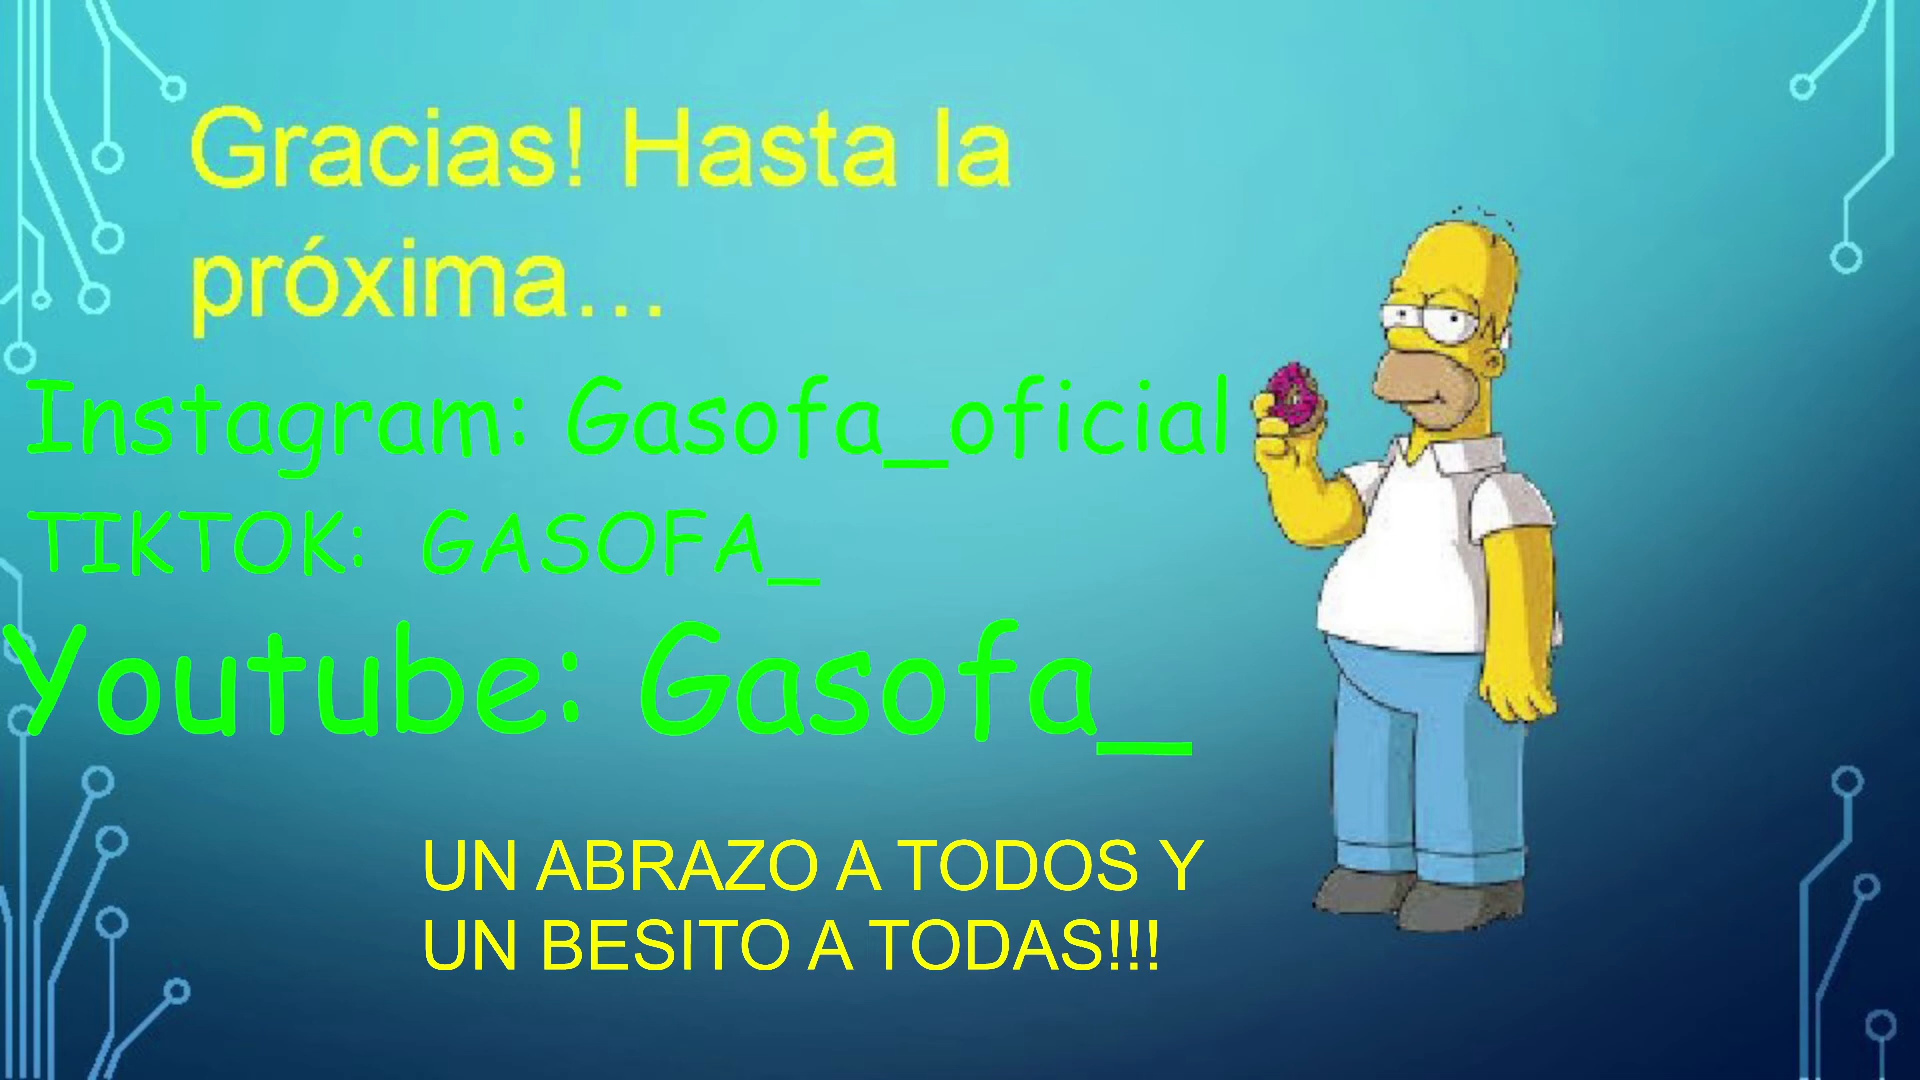 Gracias! Hasta la
próxima...
Instagram: Gasofa_oficial
TIKTOK: GASOFA_
Youtube: Gasofa_
UN ABRAZO A TODOS Y
UN BESITO A TODAS!!!